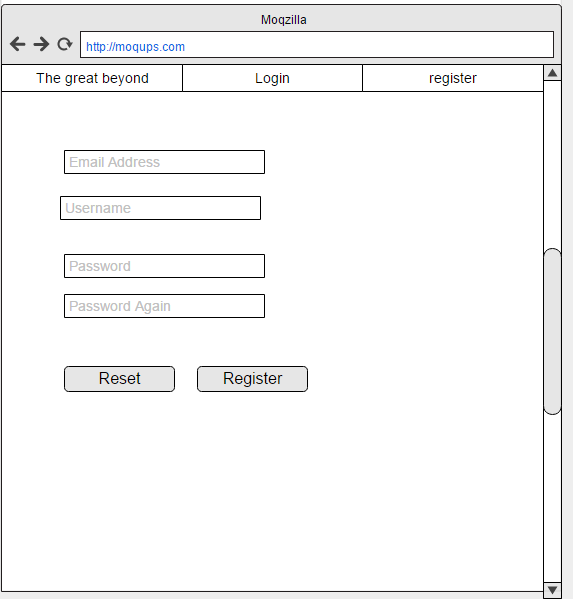 Moqzilla
http://moqups.com
The great beyond Login register
Email Address
Username
Password
Password Again
Reset Register